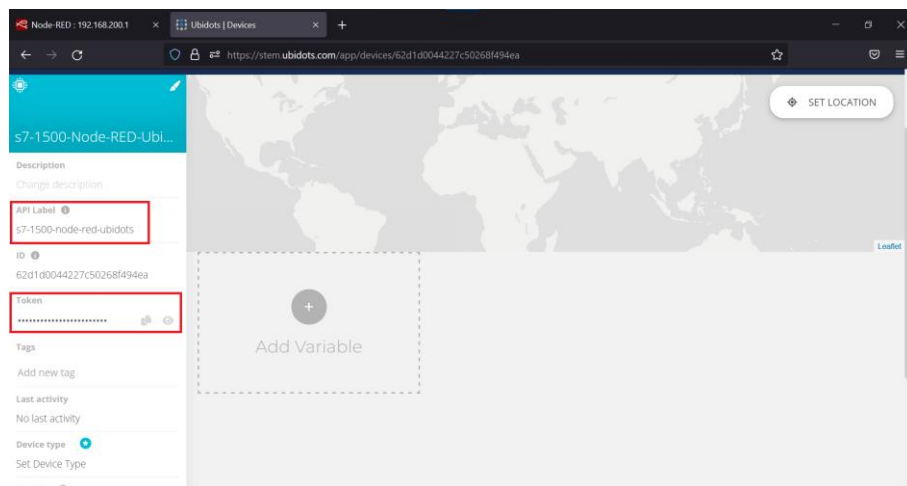 Node-RED : 192.168.200.1
Ubidots | Devices
https://stem.ubidots.com/app/devices/62d1d0044227c50268f494ea
s7-1500-Node-RED-Ubi...
SET LOCATION
Description
Change description
API Label
s7-1500-node-red-ubidots
ID
62d1d0044227c50268f494ea
Leaflet
Token
Add Variable
Tags
Add new tag
Last activity
No last activity
Device type
Set Device Type